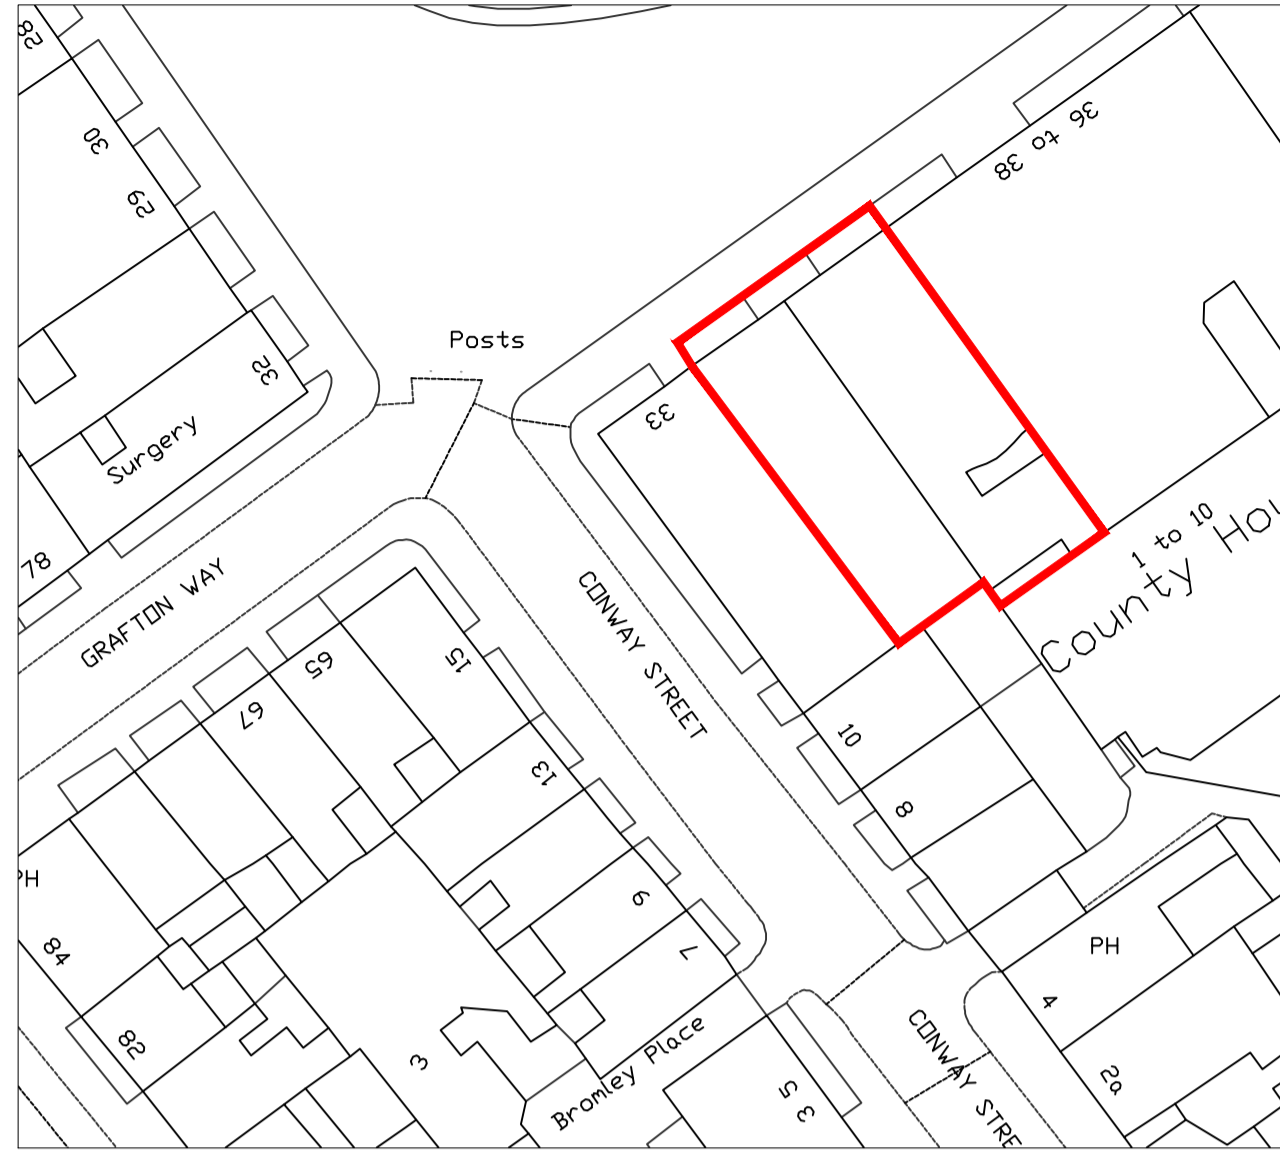 28
30
29
32
Surgery
78
Posts
36 to 38
33
GRAFTON WAY
CONWAY STREET
1 to 10
County Hou
65
67
15
13
10
8
9
7
PH
84
82
3
Bromley Place
5
3
PH
4
2a
CONWAY STRE